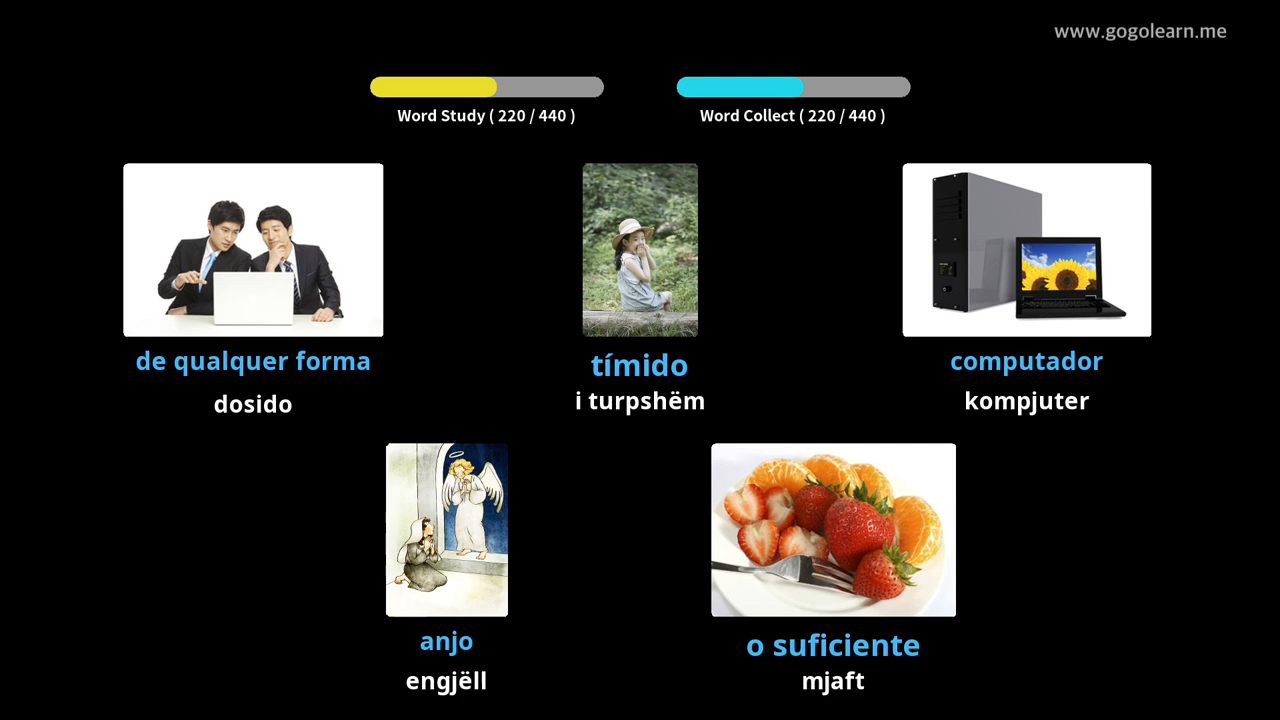 www.gogolearn.me
Word Study ( 220 / 440 )
Word Collect ( 220 / 440 )
de qualquer forma
dosido
tímido
i turpshëm
computador
kompjuter
anjo
engjëll
o suficiente
mjaft